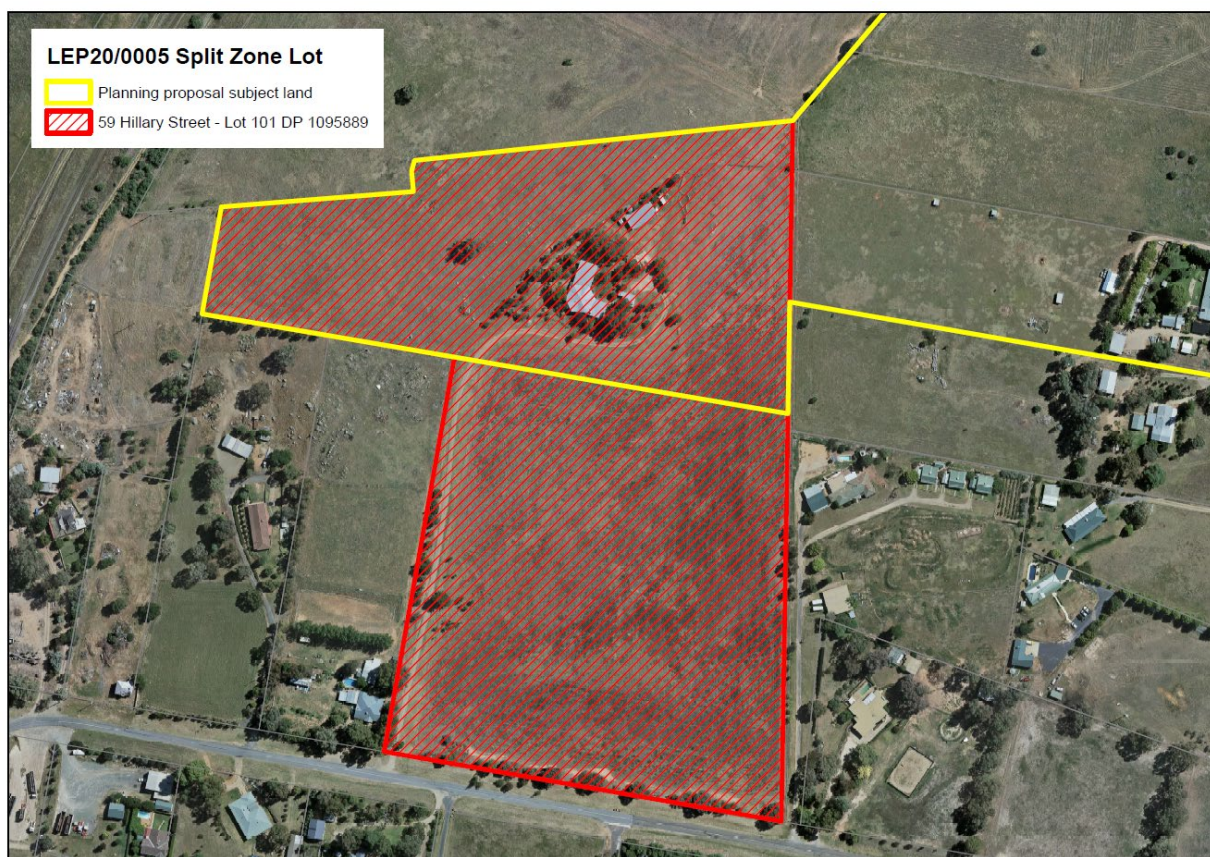 LEP20/0005 Split Zone Lot
Planning proposal subject land
59 Hillary Street - Lot 101 DP 1095889